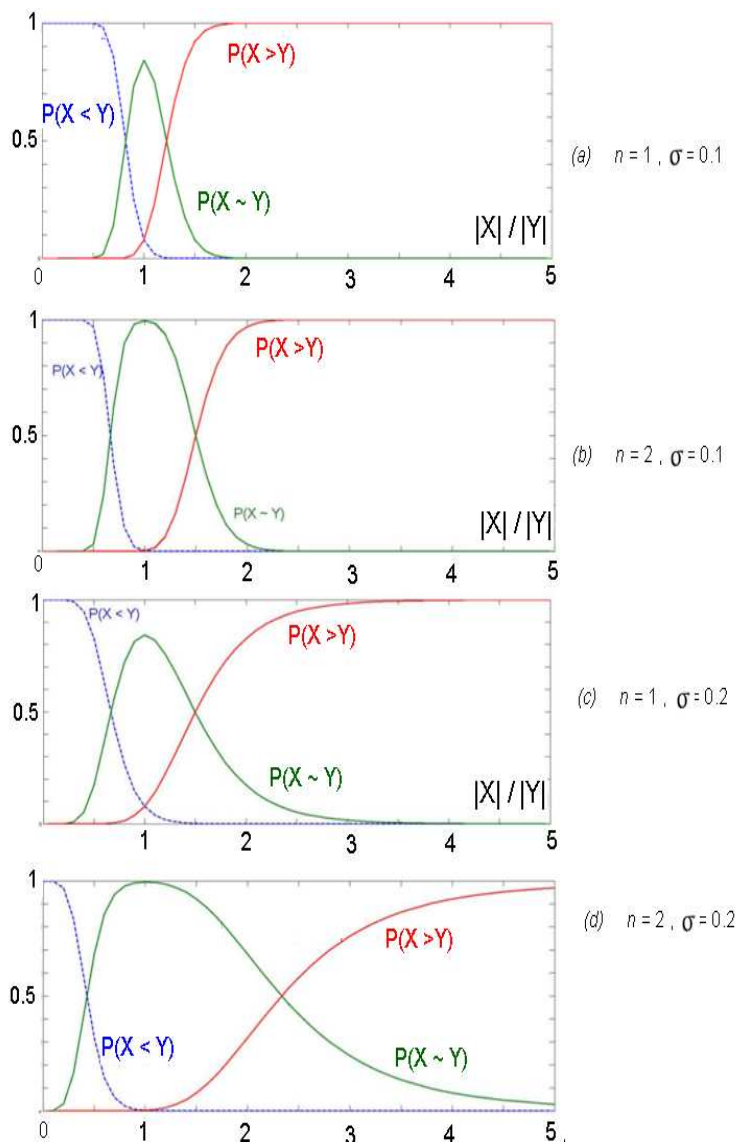 1
P(X >Y)
P(X < Y)
0.5
P(X ~ Y)
(a) n = 1 , σ = 0.1
|X| / |Y|
0 1 2 3 4 5
1
P(X >Y)
P(X < Y)
0.5
(b) n = 2 , σ = 0.1
P(X ~ Y)
|X| / |Y|
0 1 2 3 4 5
1
P(X < Y)
P(X >Y)
(c) n = 1 , σ = 0.2
0.5
P(X ~ Y)
|X| / |Y|
0 1 2 3 4 5
1
(d) n = 2 , σ = 0.2
P(X >Y)
0.5
P(X < Y)
P(X ~ Y)
0 1 2 3 4 5